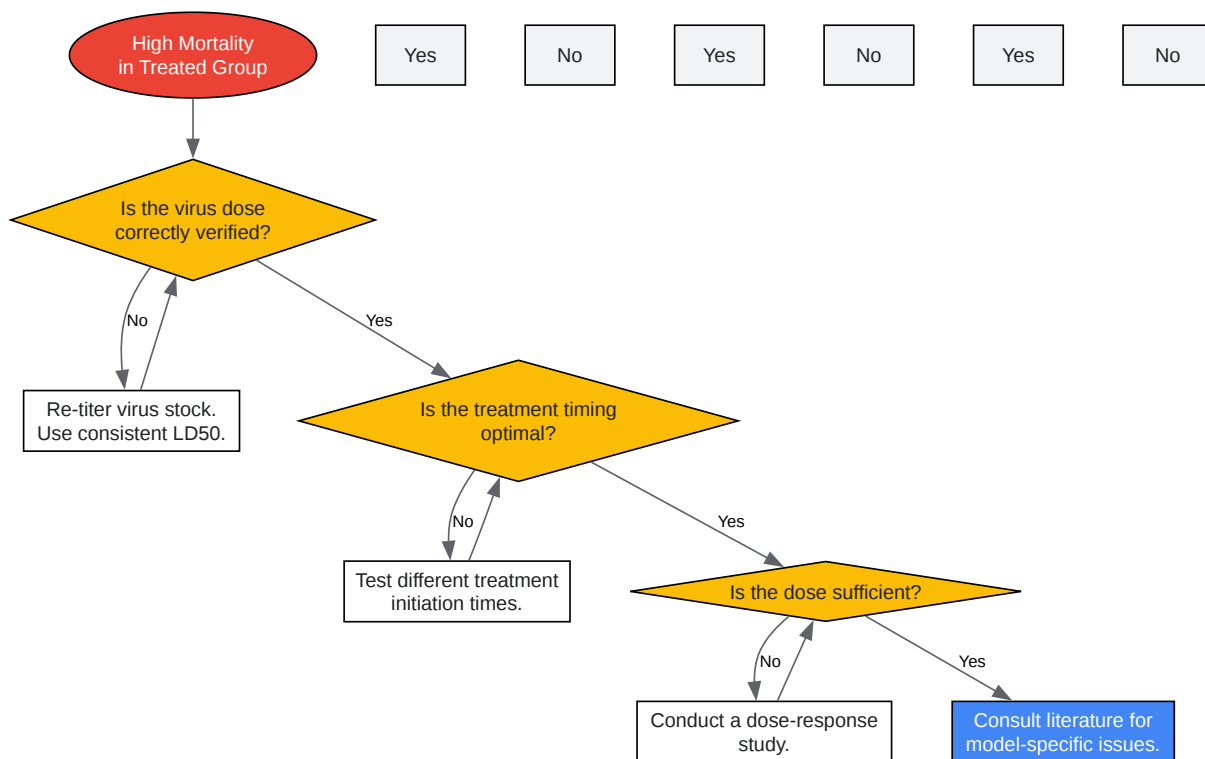 High Mortality
in Treated Group
Yes
No
Yes
No
Yes
No
Is the virus dose
correctly verified?
No
Yes
Re-titer virus stock.
Use consistent LD50.
Is the treatment timing
optimal?
No
Yes
Test different treatment
initiation times.
Is the dose sufficient?
No
Yes
Conduct a dose-response
study.
Consult literature for
model-specific issues.